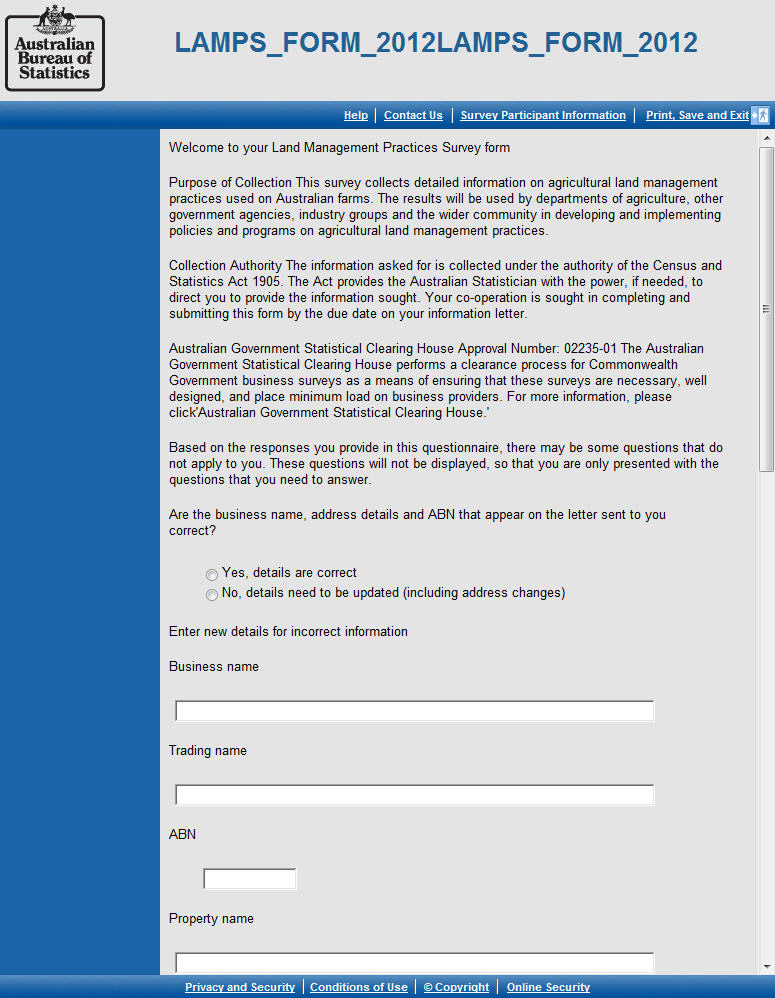 Australian
Bureau of
Statistics
LAMPS_FORM_2012LAMPS_FORM_2012
Help
Contact Us
Survey Participant Information
Print, Save and Exit
Welcome to your Land Management Practices Survey form
Purpose of Collection This survey collects detailed information on agricultural land management
practices used on Australian farms. The results will be used by departments of agriculture, other
government agencies, industry groups and the wider community in developing and implementing
policies and programs on agricultural land management practices.
Collection Authority The information asked for is collected under the authority of the Census and
Statistics Act 1905. The Act provides the Australian Statistician with the power, if needed, to
direct you to provide the information sought. Your co-operation is sought in completing and
submitting this form by the due date on your information letter.
Australian Government Statistical Clearing House Approval Number: 02235-01 The Australian
Government Statistical Clearing House performs a clearance process for Commonwealth
Government business surveys as a means of ensuring that these surveys are necessary, well
designed, and place minimum load on business providers. For more information, please
click'Australian Government Statistical Clearing House.'
Based on the responses you provide in this questionnaire, there may be some questions that do
not apply to you. These questions will not be displayed, so that you are only presented with the
questions that you need to answer.
Are the business name, address details and ABN that appear on the letter sent to you
correct?
Yes, details are correct
No, details need to be updated (including address changes)
Enter new details for incorrect information
Business name
Trading name
ABN
Property name
Privacy and Security
Conditions of Use
© Copyright
Online Security